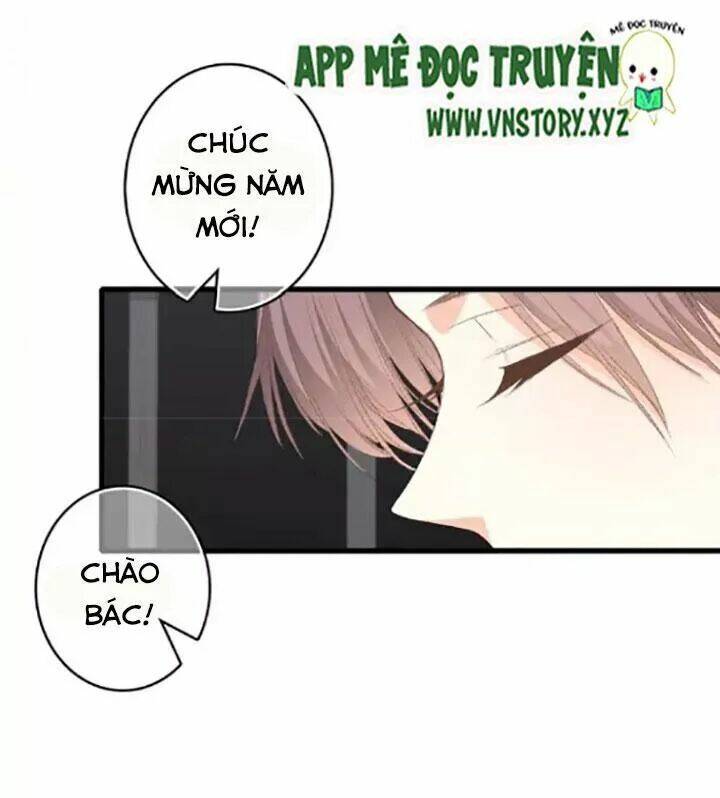 MÊ ĐỌC TRUYỆN
APP MÊ ĐỌC TRUYỆN
WWW.VNSTORY.XYZ
CHÚC
MỪNG NĂM
MỚI!
CHÀO
BÁC!